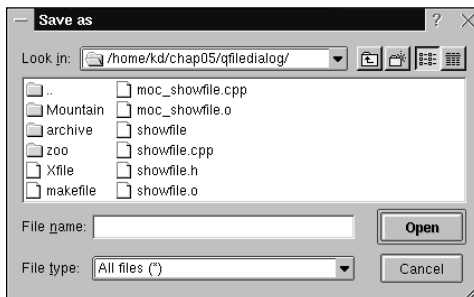 Save as
Look in: /home/kd/chap05/qfiledialog/
..
Mountain
archive
zoo
Xfile
makefile
moc_showfile.cpp
moc_showfile.o
showfile
showfile.cpp
showfile.h
showfile.o
File name:
Open
File type: All files (*)
Cancel